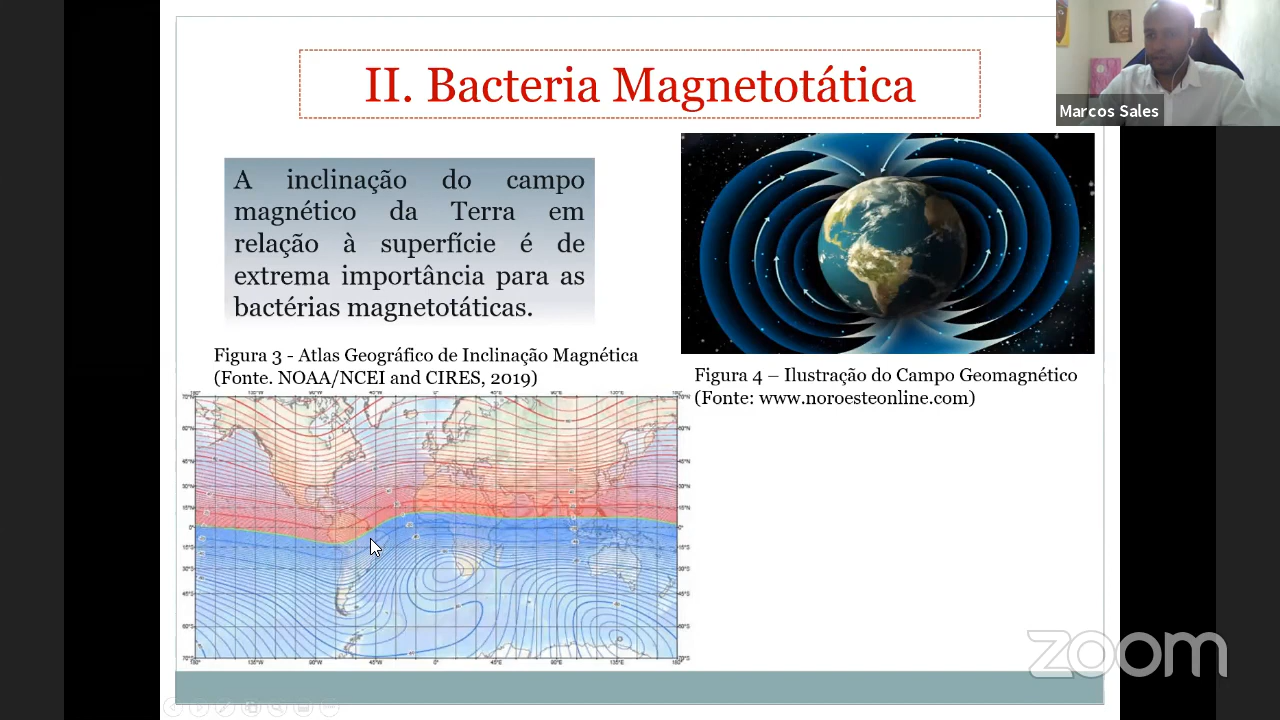 II. Bacteria Magnetotática
Marcos Sales
A inclinação do campo
magnético da Terra em
relação à superfície é de
extrema importância para as
bactérias magnetotáticas.
Figura 3 - Atlas Geográfico de Inclinação Magnética
(Fonte. NOAA/NCEI and CIRES, 2019)
Figura 4 – Ilustração do Campo Geomagnético
(Fonte: www.noroesteonline.com)
zoom